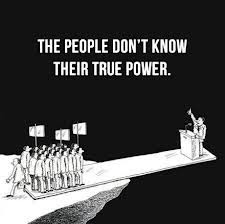 THE PEOPLE DON'T KNOW
THEIR TRUE POWER.